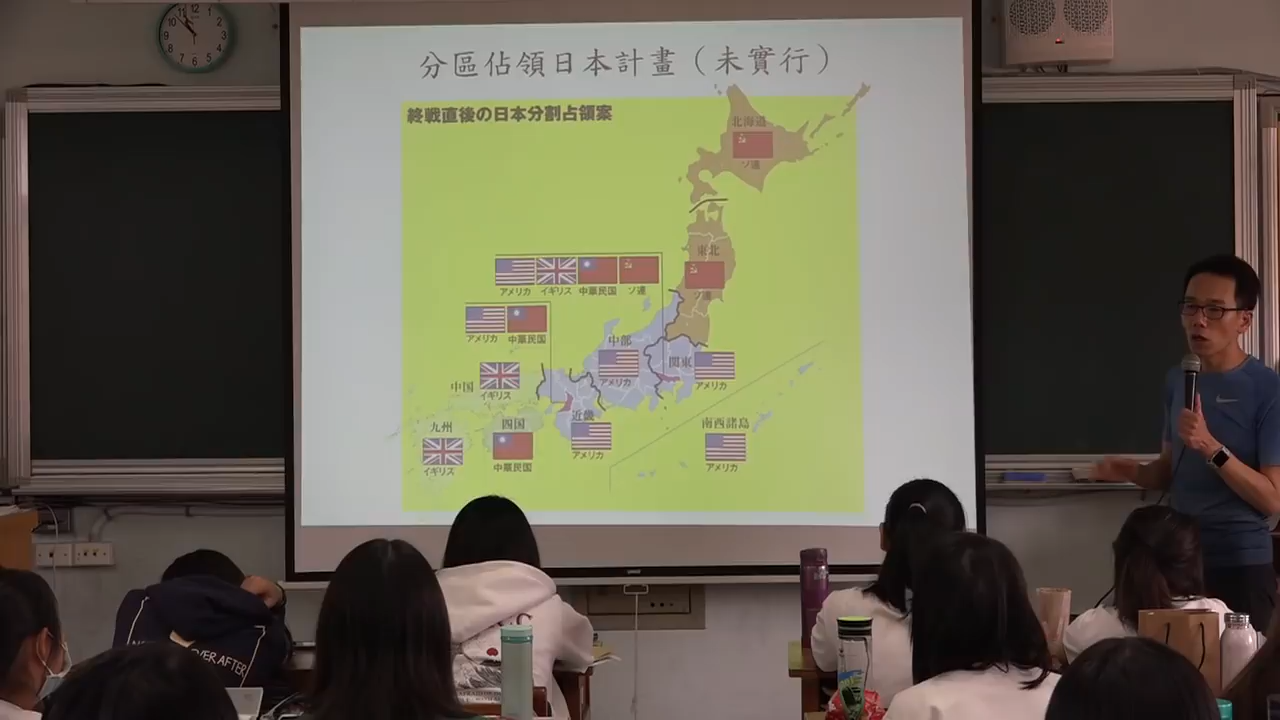 分區佔領日本計畫（未實行）
終戦直後の日本分割占領案
北海道
ソ連
東北
ソ連
アメリカ イギリス 中華民国 ソ連
アメリカ 中華民国
中部
アメリカ
関東
アメリカ
中国
イギリス
近畿
アメリカ
四国
中華民国
九州
イギリス
南西諸島
アメリカ
OVER AFTER